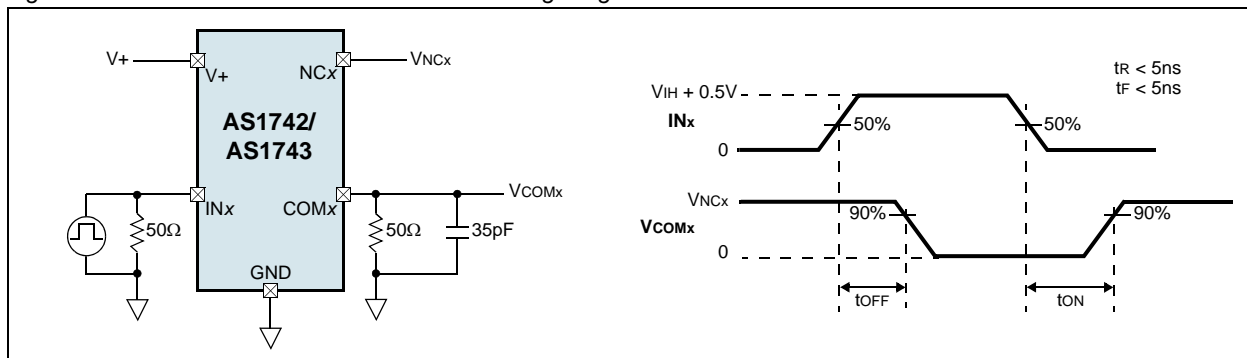 V+
V+
NCx
VNCx
AS1742/
AS1743
INx
COMx
VCOMx
50Ω
50Ω
35pF
GND
tR < 5ns
tF < 5ns
VIH + 0.5V
INx
50%
50%
0
VNCx
VCOMx
90%
90%
0
tOFF
tON